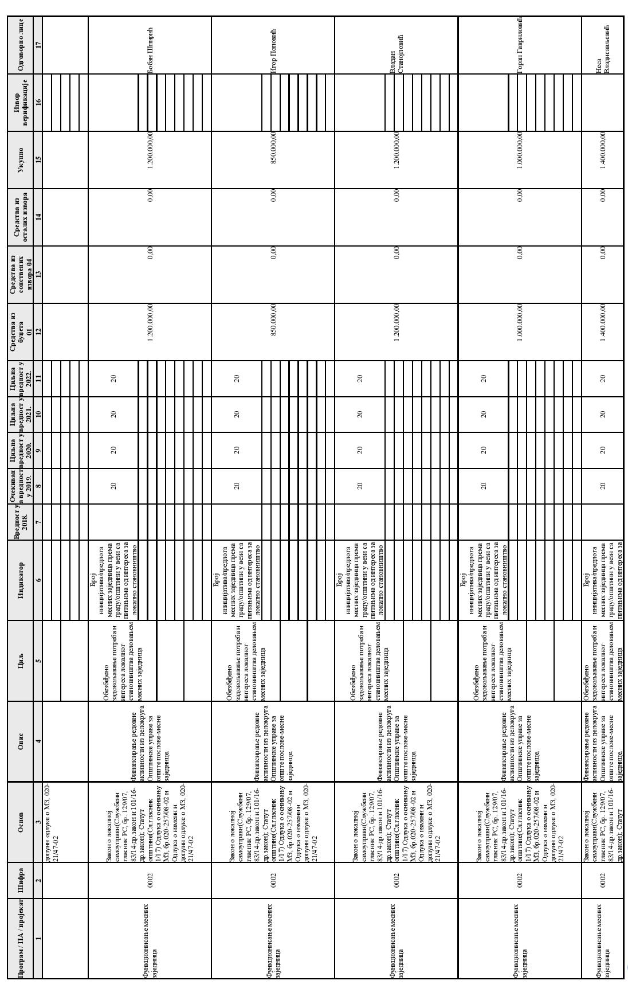 Програм / ПА / пројекат
Шифра
Основ
Опис
Циљ
Индикатор
Вредност у
2018.
Очекиван
а вредност
у 2019.
Циљна
вредност у
2020.
Циљна
вредност у
2021.
Циљна
вредност у
2022.
Средства из
буџета
01
Средства из
сопствених
извора 04
Средства из
осталих извора
Укупно
Извор
верификације
Одговорно лице
1
2
3
4
5
6
7
8
9
10
11
12
13
14
15
16
17
допуни одлуке о МЗ, 020-
21/47-02
Функционисање месних
заједница
0002
Закон о локалној
самоуправи(Службени
гласник РС, бр. 129/07,
83/14-др.закон и 101/16-
др.закон); Статут
општине(Сл.гласник
1/17) Одлука о оснивању
МЗ, бр.020-257/08-02 и
Одлука о измени и
допуни одлуке о МЗ, 020-
21/47-02
Финансирање редовне
активности из делокруга
Општинске управе за
опште послове-месне
заједнице.
Обезбеђено
задовољавање потреба и
интереса локалног
становништва деловањем
месних заједница
Број
иницијатива/предлога
месних заједница према
граду/општини у вези са
питањима од интереса за
локално становништво
20
20
20
20
1.200.000,00
0,00
0,00
1.200.000,00
Бобан Шпирић
Функционисање месних
заједница
0002
Закон о локалној
самоуправи(Службени
гласник РС, бр. 129/07,
83/14-др.закон и 101/16-
др.закон); Статут
општине(Сл.гласник
1/17) Одлука о оснивању
МЗ, бр.020-257/08-02 и
Одлука о измени и
допуни одлуке о МЗ, 020-
21/47-02
Финансирање редовне
активности из делокруга
Општинске управе за
опште послове-месне
заједнице.
Обезбеђено
задовољавање потреба и
интереса локалног
становништва деловањем
месних заједница
Број
иницијатива/предлога
месних заједница према
граду/општини у вези са
питањима од интереса за
локално становништво
20
20
20
20
850.000,00
0,00
0,00
850.000,00
Игор Поповић
Функционисање месних
заједница
0002
Закон о локалној
самоуправи(Службени
гласник РС, бр. 129/07,
83/14-др.закон и 101/16-
др.закон); Статут
општине(Сл.гласник
1/17) Одлука о оснивању
МЗ, бр.020-257/08-02 и
Одлука о измени и
допуни одлуке о МЗ, 020-
21/47-02
Финансирање редовне
активности из делокруга
Општинске управе за
опште послове-месне
заједнице.
Обезбеђено
задовољавање потреба и
интереса локалног
становништва деловањем
месних заједница
Број
иницијатива/предлога
месних заједница према
граду/општини у вези са
питањима од интереса за
локално становништво
20
20
20
20
1.200.000,00
0,00
0,00
1.200.000,00
Владан
Станојловић
Функционисање месних
заједница
0002
Закон о локалној
самоуправи(Службени
гласник РС, бр. 129/07,
83/14-др.закон и 101/16-
др.закон); Статут
општине(Сл.гласник
1/17) Одлука о оснивању
МЗ, бр.020-257/08-02 и
Одлука о измени и
допуни одлуке о МЗ, 020-
21/47-02
Финансирање редовне
активности из делокруга
Општинске управе за
опште послове-месне
заједнице.
Обезбеђено
задовољавање потреба и
интереса локалног
становништва деловањем
месних заједница
Број
иницијатива/предлога
месних заједница према
граду/општини у вези са
питањима од интереса за
локално становништво
20
20
20
20
1.000.000,00
0,00
0,00
1.000.000,00
Горан Гавриловић
Функционисање месних
заједница
0002
Закон о локалној
самоуправи(Службени
гласник РС, бр. 129/07,
83/14-др.закон и 101/16-
др.закон); Статут
Финансирање редовне
активности из делокруга
Општинске управе за
опште послове-месне
заједнице.
Обезбеђено
задовољавање потреба и
интереса локалног
становништва деловањем
месних заједница
Број
иницијатива/предлога
месних заједница према
граду/општини у вези са
питањима од интереса за
20
20
20
20
1.400.000,00
0,00
0,00
1.400.000,00
Неса
Владисављевић